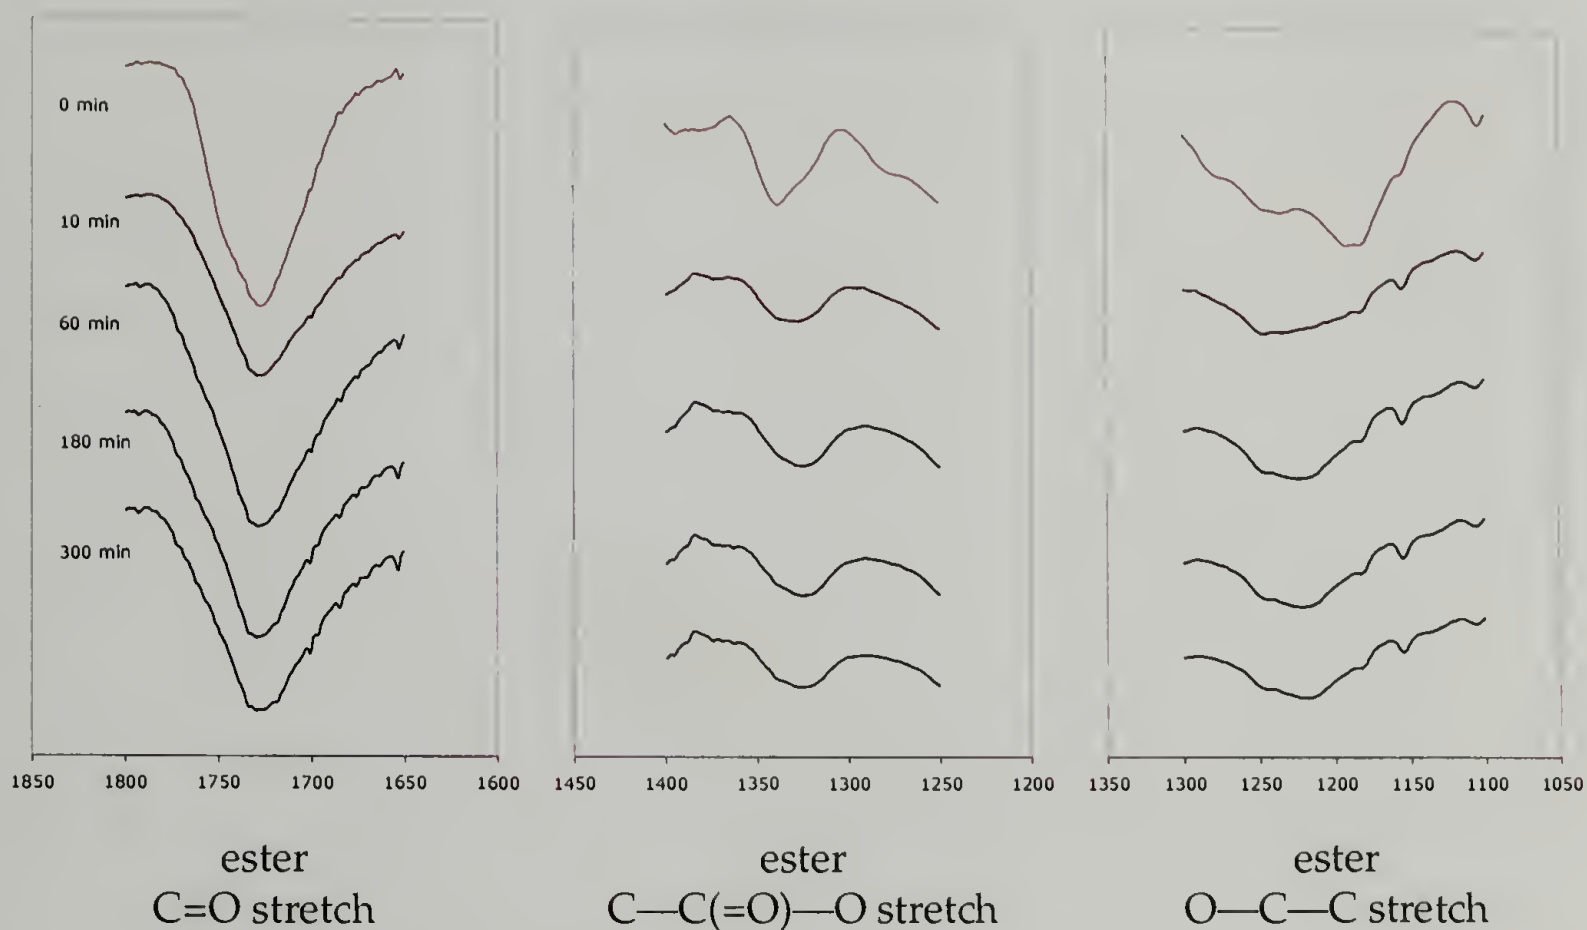 0 min
10 min
60 min
180 min
300 min
1850 1800 1750 1700 1650 1600
1450 1400 1350 1300 1250 1200
1350 1300 1250 1200 1150 1100 1050
ester
C=O stretch
ester
C—C(=O)—O stretch
ester
O—C—C stretch